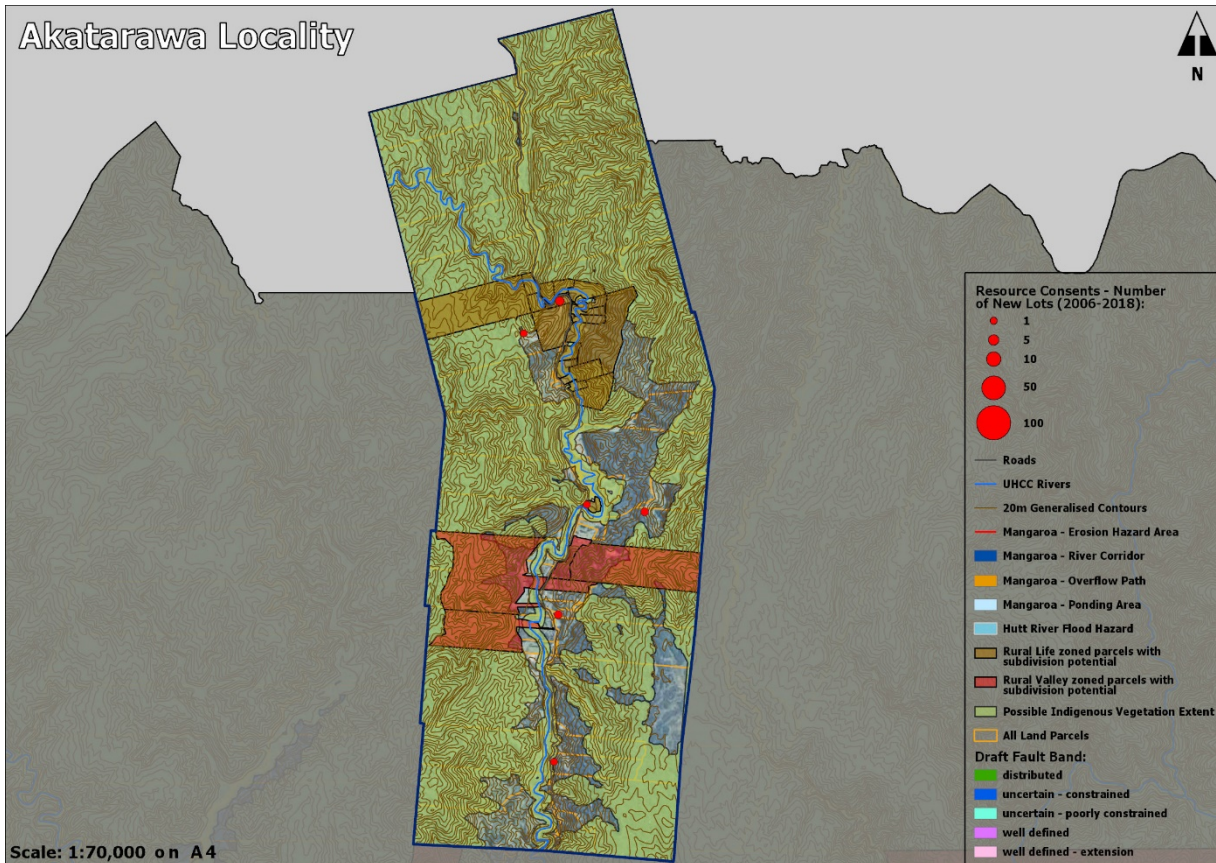 Akatarawa Locality
N
Resource Consents - Number
of New Lots (2006-2018):
1
5
10
50
100
Roads
UHCC Rivers
20m Generalised Contours
Mangaroa - Erosion Hazard Area
Mangaroa - River Corridor
Mangaroa - Overflow Path
Mangaroa - Ponding Area
Hutt River Flood Hazard
Rural Life zoned parcels with
subdivision potential
Rural Valley zoned parcels with
subdivision potential
Possible Indigenous Vegetation Extent
All Land Parcels
Draft Fault Band:
distributed
uncertain - constrained
uncertain - poorly constrained
well defined
well defined - extension
Scale: 1:70,000 on A4